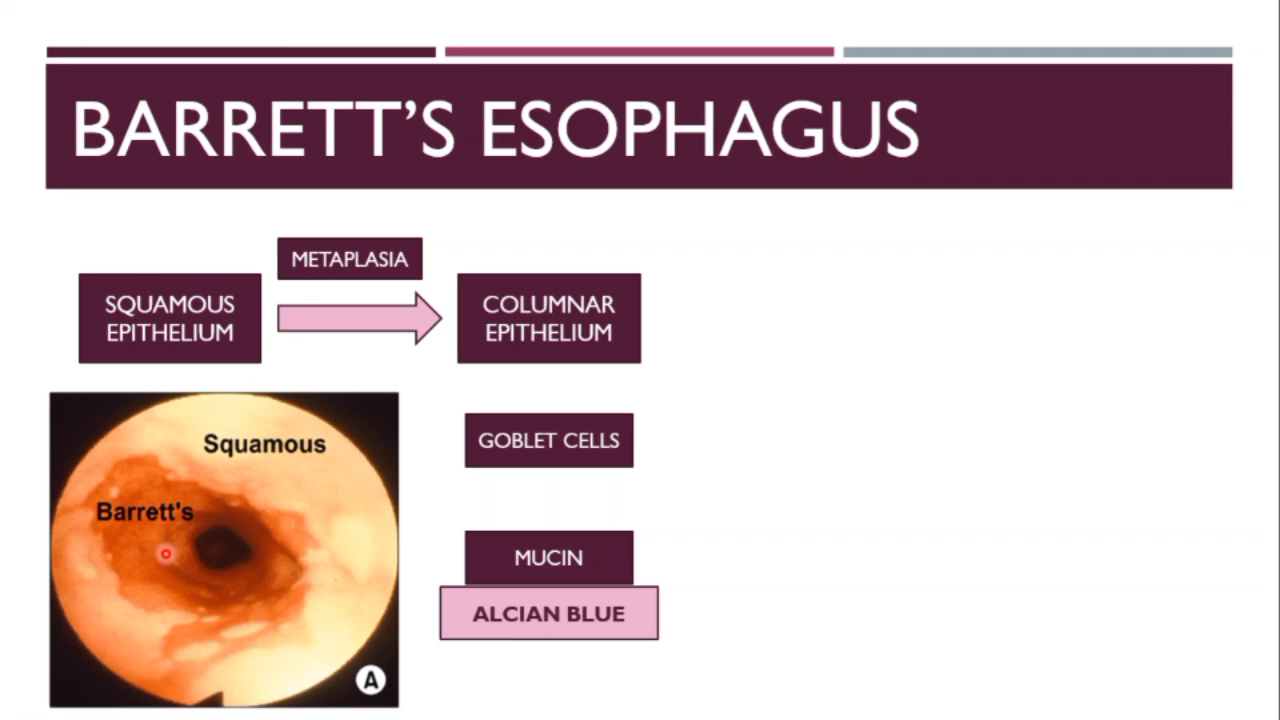 BARRETT’S ESOPHAGUS
METAPLASIA
SQUAMOUS
EPITHELIUM
COLUMNAR
EPITHELIUM
Squamous
Barrett's
A
GOBLET CELLS
MUCIN
ALCIAN BLUE